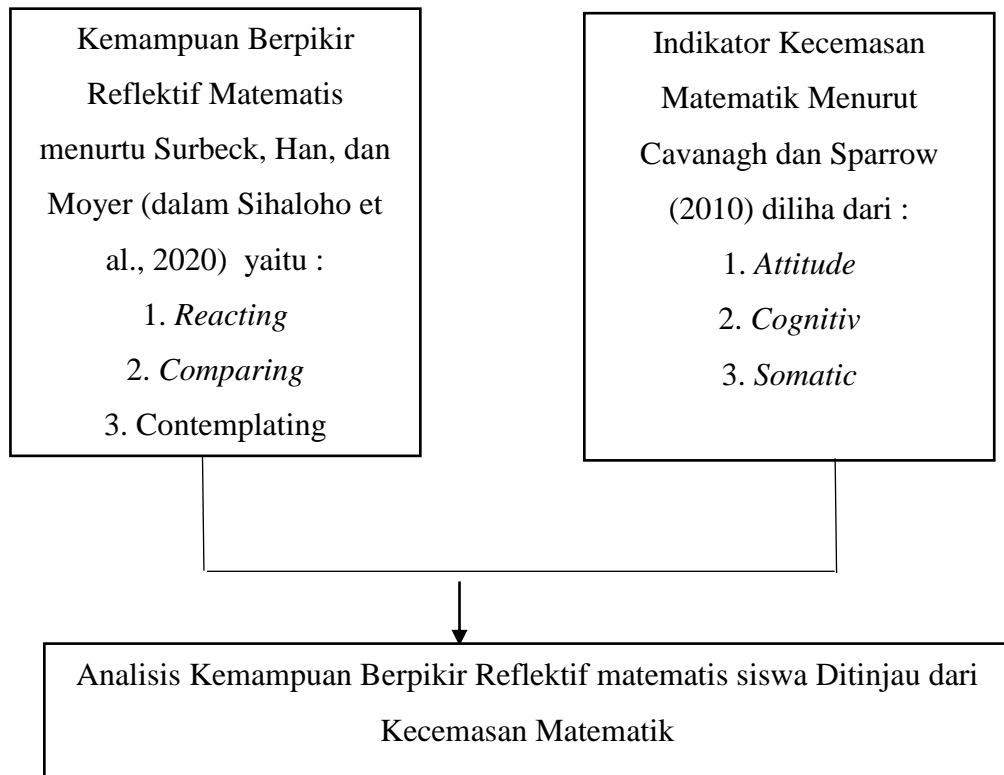 Kemampuan Berpikir
Reflektif Matematis
menurtu Surbeck, Han, dan
Moyer (dalam Sihaloho et
al., 2020) yaitu :
1. Reacting
2. Comparing
3. Contemplating
Indikator Kecemasan
Matematik Menurut
Cavanagh dan Sparrow
(2010) diliha dari :
1. Attitude
2. Cognitiv
3. Somatic
Analisis Kemampuan Berpikir Reflektif matematis siswa Ditinjau dari
Kecemasan Matematik